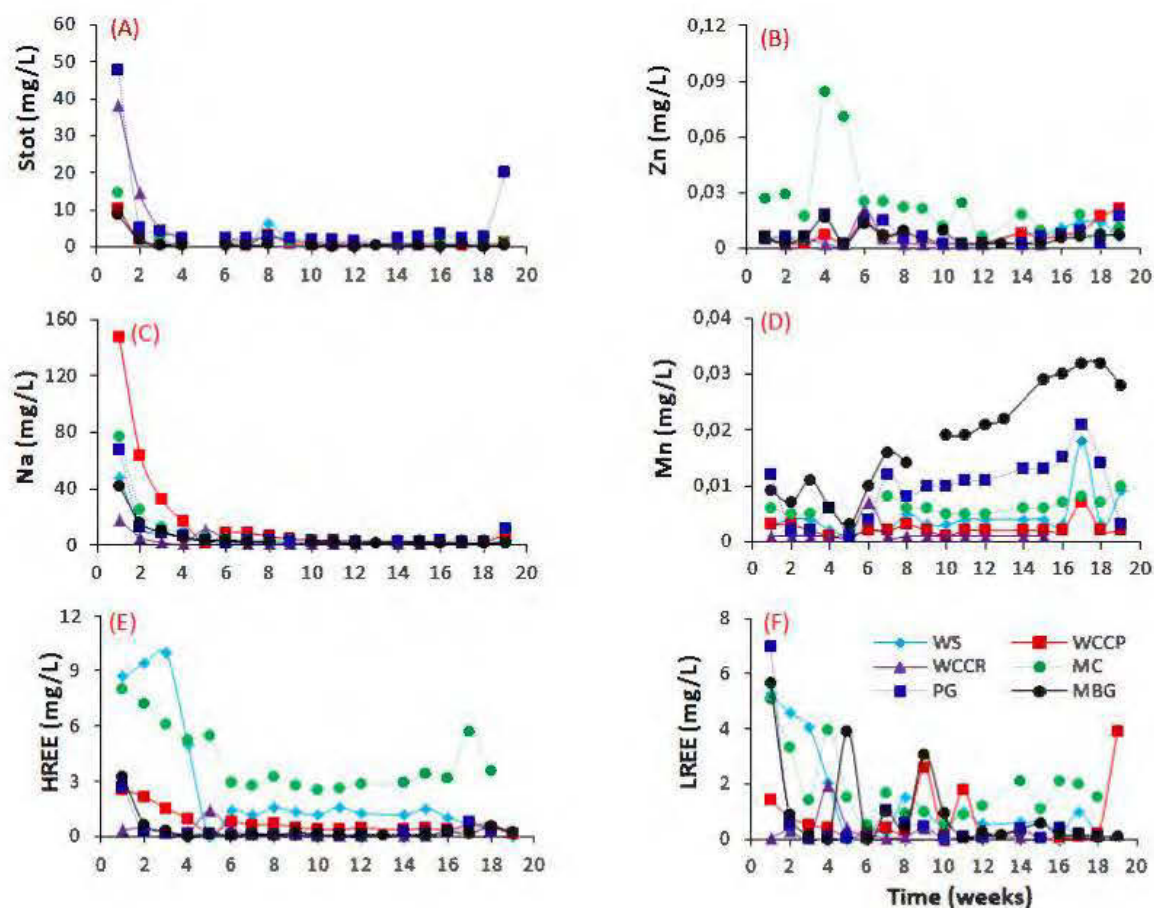 (A)
Stot (mg/L)
60
50
40
30
20
10
0
0 2 4 6 8 10 12 14 16 18 20
(B)
Zn (mg/L)
0,12
0,09
0,06
0,03
0
0 2 4 6 8 10 12 14 16 18 20
(C)
Na (mg/L)
160
120
80
40
0
0 2 4 6 8 10 12 14 16 18 20
(D)
Mn (mg/L)
0,04
0,03
0,02
0,01
0
0 2 4 6 8 10 12 14 16 18 20
(E)
HREE (mg/L)
12
9
6
3
0
0 2 4 6 8 10 12 14 16 18 20
(F)
LREE (mg/L)
8
6
4
2
0
WS WCCP
WCCR MC
PG MBG
0 2 4 6 8 10 12 14 16 18 20
Time (weeks)